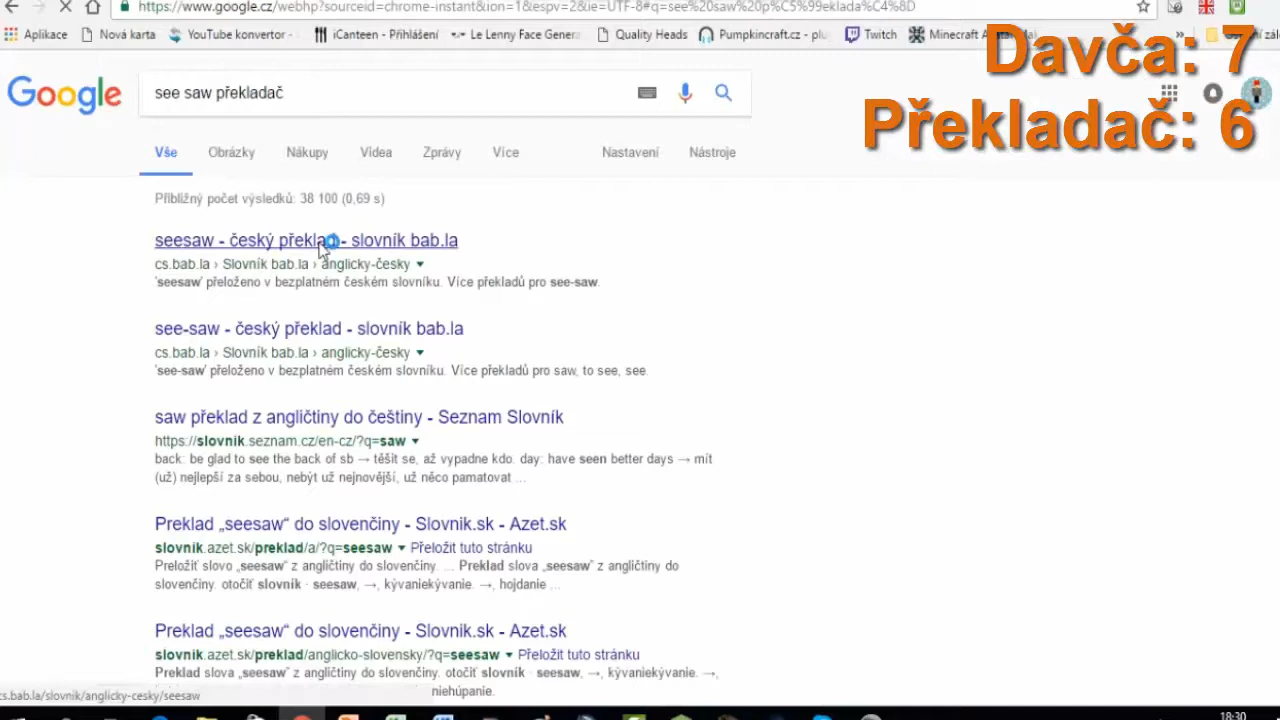 https://www.google.cz/webhp?sourceid=chrome-instant&ion=1&espv=2&ie=UTF-8#q=see%20saw%20p%C5%99eklada%C4%8D
Aplikace Nová karta YouTube konvertor - iCanteen - Přihlášení Le Lenny Face Gener Quality Heads Pumpkincraft.cz - plu Twitch Minecraft
Davča: 7
Google see saw překladač
Překladač: 6
Vše Obrázky Nákupy Videa Zprávy Více Nastavení Nástroje
Přibližný počet výsledků: 38 100 (0,69 s)
seesaw - český překlad - slovník bab.la
cs.bab.la › Slovník bab.la › anglicky-česky
'seesaw' přeloženo v bezplatném českém slovníku. Více překladů pro see-saw.
see-saw - český překlad - slovník bab.la
cs.bab.la › Slovník bab.la › anglicky-česky
'see-saw' přeloženo v bezplatném českém slovníku. Více překladů pro saw, to see, see.
saw překlad z angličtiny do češtiny - Seznam Slovník
https://slovnik.seznam.cz/en-cz/?q=saw
back: be glad to see the back of sb → těšit se, až vypadne kdo. day: have seen better days → mít
(už) nejlepší za sebou, nebýt už nejnovější, už něco pamatovat ...
Preklad „seesaw“ do slovenčiny - Slovnik.sk - Azet.sk
slovnik.azet.sk/preklad/a/?q=seesaw Přeložit tuto stránku
Preložiť slovo „seesaw“ z angličtiny do slovenčiny. ... Preklad slova „seesaw“ z angličtiny do
slovenčiny. otočiť slovník · seesaw, →, kývaniekývanie. →, hojdanie ...
Preklad „seesaw“ do slovenčiny - Slovnik.sk - Azet.sk
slovnik.azet.sk/preklad/anglicko-slovensky/?q=seesaw Přeložit tuto stránku
Preklad slova „seesaw“ z angličtiny do slovenčiny. otočiť slovník · seesaw, →, kývaniekývanie. →,
niehúpanie.
cs.bab.la/slovnik/anglicky-cesky/seesaw
18:30